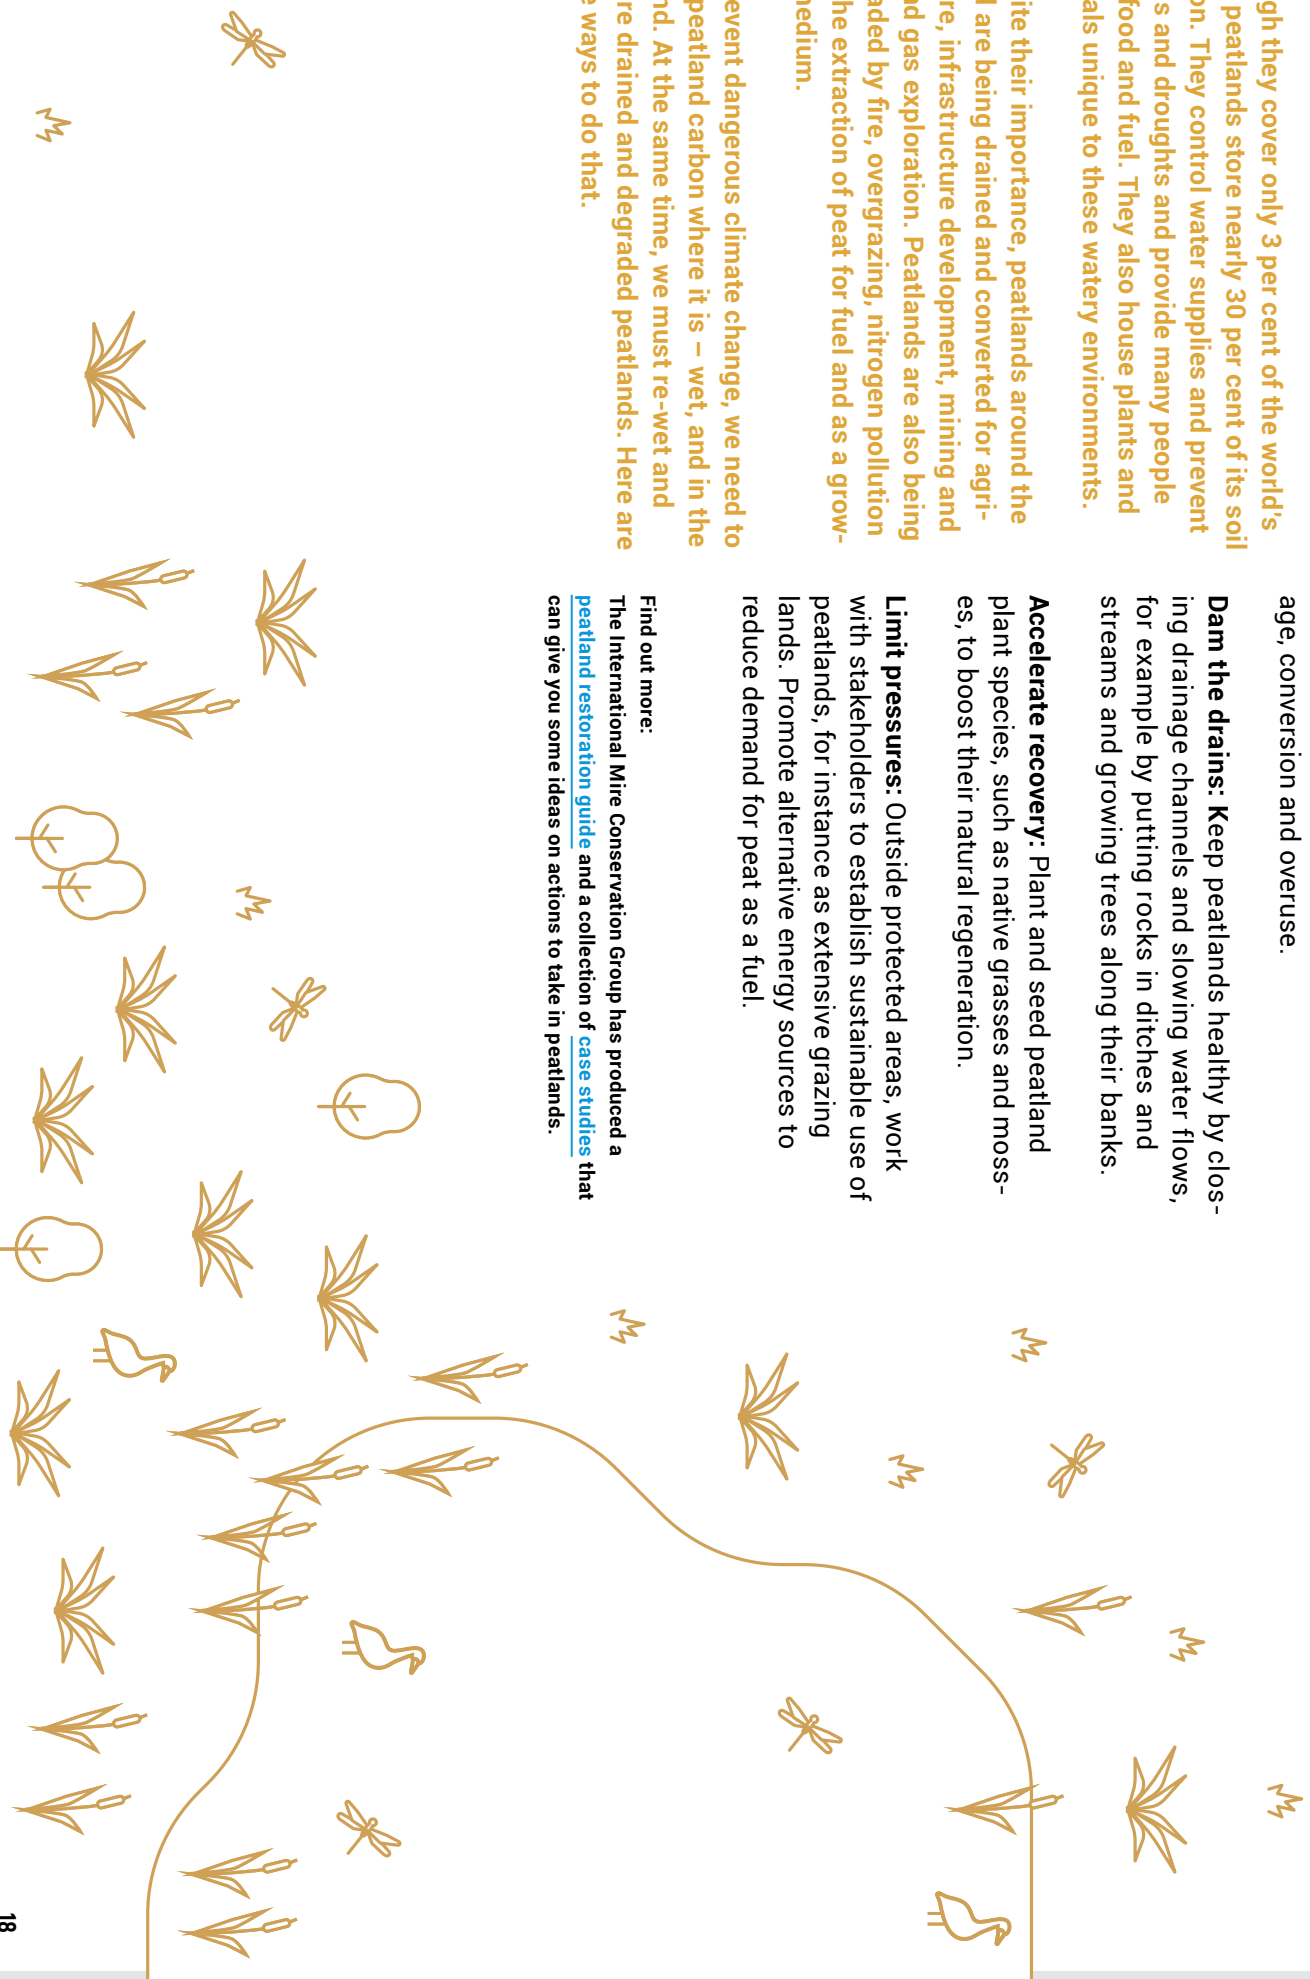 gh they cover only 3 per cent of the world's
peatlands store nearly 30 per cent of its soil
on. They control water supplies and prevent
s and droughts and provide many people
food and fuel. They also house plants and
als unique to these watery environments.
ite their importance, peatlands around the
are being drained and converted for agri-
re, infrastructure development, mining and
nd gas exploration. Peatlands are also being
aded by fire, overgrazing, nitrogen pollution
he extraction of peat for fuel and as a grow-
medium.
event dangerous climate change, we need to
peatland carbon where it is – wet, and in the
nd. At the same time, we must re-wet and
re drained and degraded peatlands. Here are
e ways to do that.
age, conversion and overuse.
Dam the drains: Keep peatlands healthy by clos-
ing drainage channels and slowing water flows,
for example by putting rocks in ditches and
streams and growing trees along their banks.
Accelerate recovery: Plant and seed peatland
plant species, such as native grasses and moss-
es, to boost their natural regeneration.
Limit pressures: Outside protected areas, work
with stakeholders to establish sustainable use of
peatlands, for instance as extensive grazing
lands. Promote alternative energy sources to
reduce demand for peat as a fuel.
Find out more:
The International Mire Conservation Group has produced a
peatland restoration guide and a collection of case studies that
can give you some ideas on actions to take in peatlands.
18